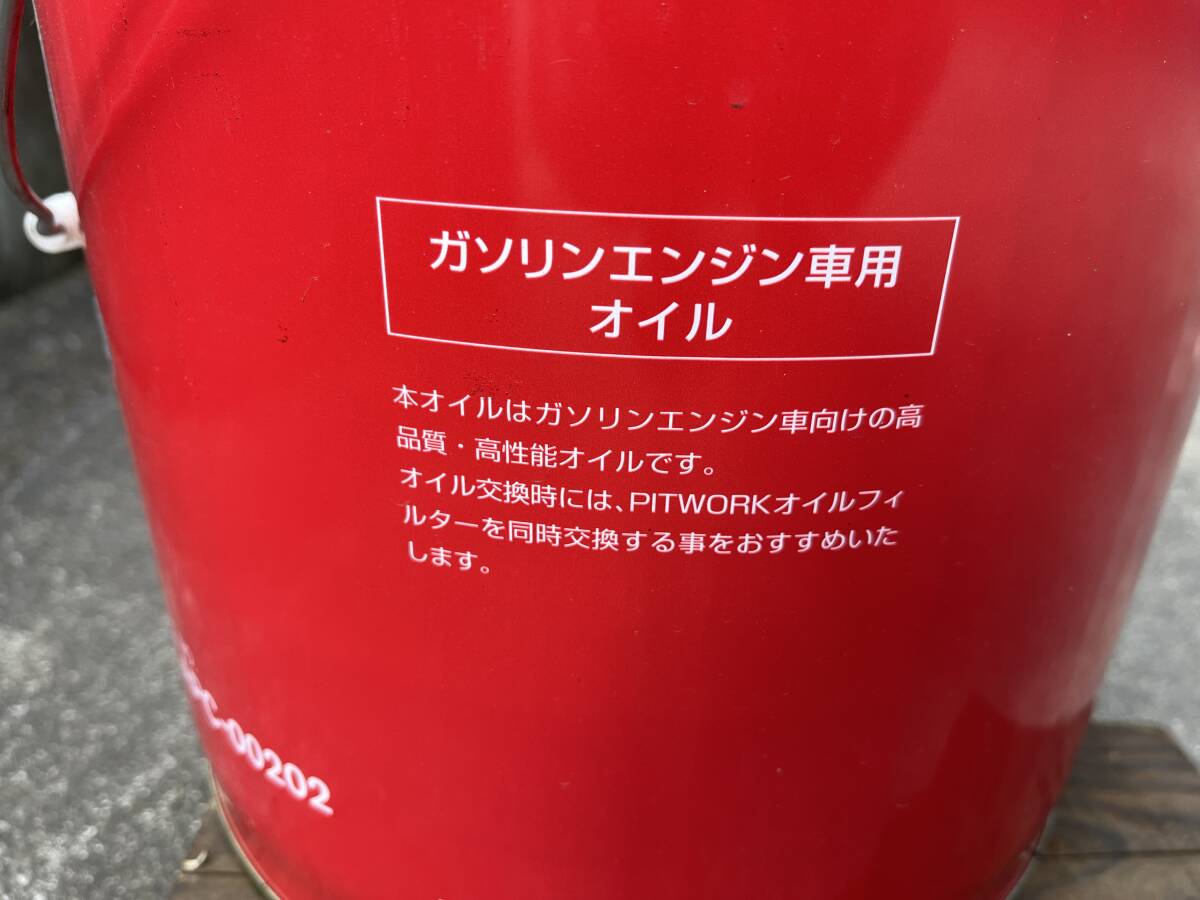 ガソリンエンジン車用
オイル
本オイルはガソリンエンジン車向けの高
品質・高性能オイルです。
オイル交換時には、PITWORKオイルフィ
ルターを同時交換する事をおすすめいた
します。
-00202